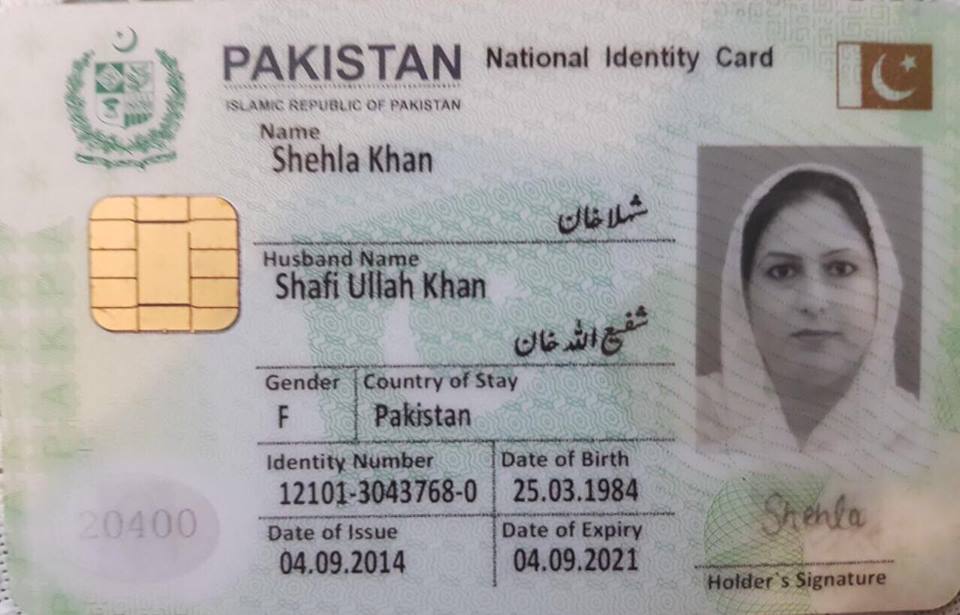 PAKISTAN National Identity Card
ISLAMIC REPUBLIC OF PAKISTAN
Name
Shehla Khan
شہلا خان
Husband Name
Shafi Ullah Khan
شفیع اللہ خان
Gender Country of Stay
F Pakistan
Identity Number Date of Birth
12101-3043768-0 25.03.1984
Date of Issue Date of Expiry
04.09.2014 04.09.2021
20400
Shehla
Holder`s Signature